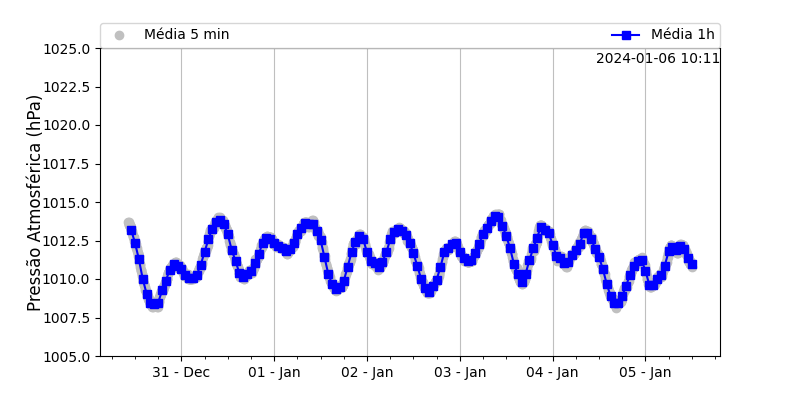 Média 5 min
Média 1h
2024-01-06 10:11
Pressão Atmosférica (hPa)
1025.0
1022.5
1020.0
1017.5
1015.0
1012.5
1010.0
1007.5
1005.0
31 - Dec
01 - Jan
02 - Jan
03 - Jan
04 - Jan
05 - Jan